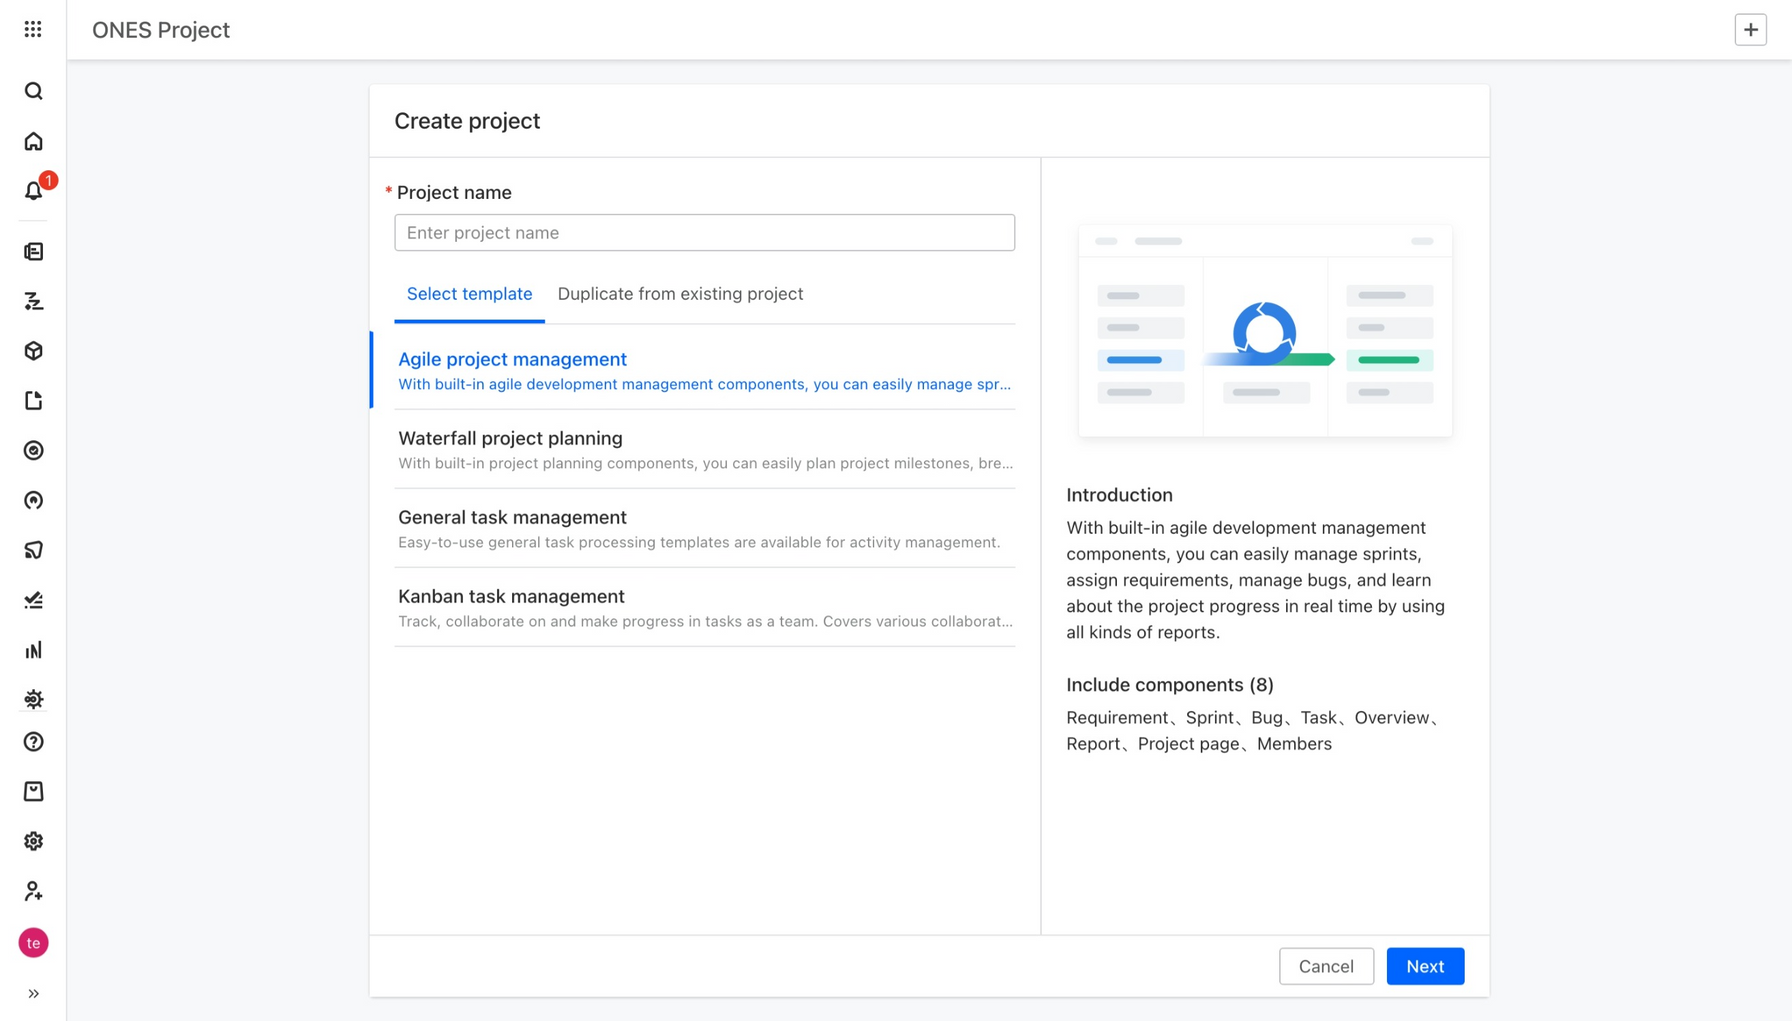 ONES Project
1
Create project
* Project name
Enter project name
Select template
Duplicate from existing project
Agile project management
With built-in agile development management components, you can easily manage spr...
Waterfall project planning
With built-in project planning components, you can easily plan project milestones, bre...
General task management
Easy-to-use general task processing templates are available for activity management.
Kanban task management
Track, collaborate on and make progress in tasks as a team. Covers various collaborat...
Introduction
With built-in agile development management
components, you can easily manage sprints,
assign requirements, manage bugs, and learn
about the project progress in real time by using
all kinds of reports.
Include components (8)
Requirement、Sprint、Bug、Task、Overview、
Report、Project page、Members
te
Cancel
Next